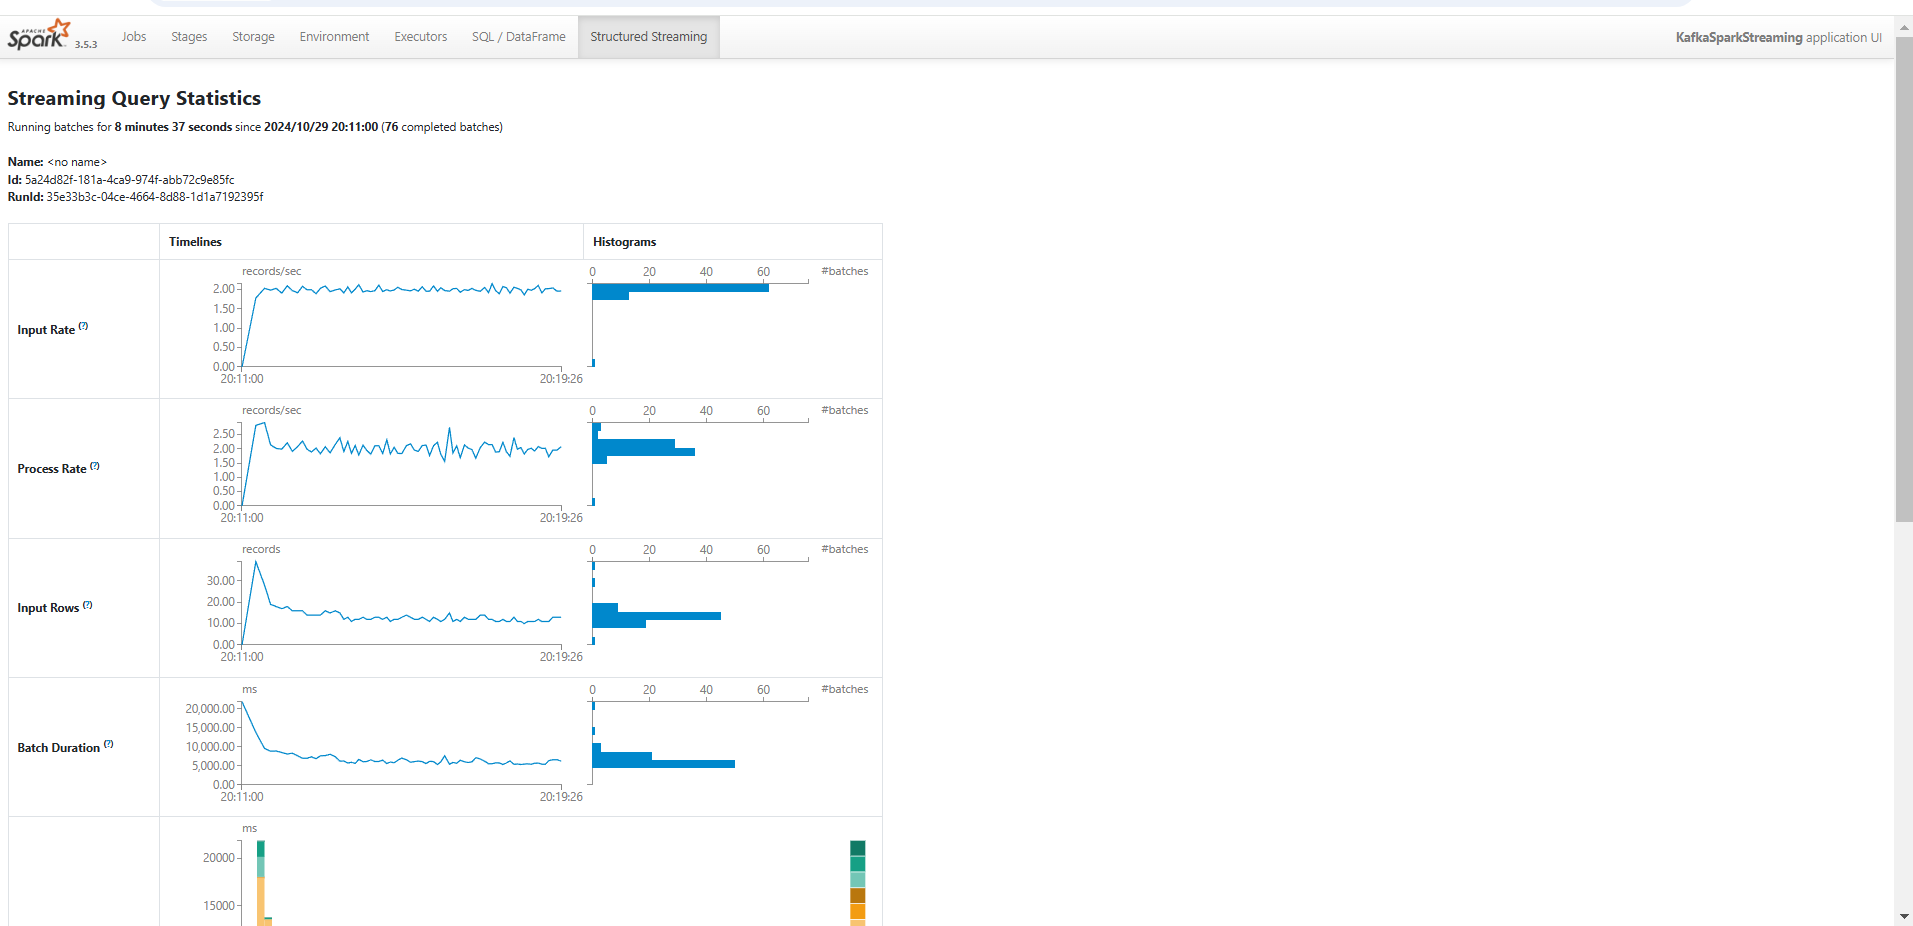 APACHE
Spark 3.5.3 Jobs Stages Storage Environment Executors SQL / DataFrame Structured Streaming KafkaSparkStreaming application UI
Streaming Query Statistics
Running batches for 8 minutes 37 seconds since 2024/10/29 20:11:00 (76 completed batches)
Name: <no name>
Id: 5a24d82f-181a-4ca9-974f-abb72c9e85fc
RunId: 35e33b3c-04ce-4664-8d88-1d1a7192395f
Timelines Histograms
records/sec 0 20 40 60 #batches
2.00
1.50
Input Rate (?)
1.00
0.50
0.00
20:11:00 20:19:26
records/sec 0 20 40 60 #batches
2.50
2.00
1.50
Process Rate (?)
1.00
0.50
0.00
20:11:00 20:19:26
records 0 20 40 60 #batches
30.00
20.00
Input Rows (?)
10.00
0.00
20:11:00 20:19:26
ms 0 20 40 60 #batches
20,000.00
15,000.00
10,000.00
Batch Duration (?)
5,000.00
0.00
20:11:00 20:19:26
ms
20000
15000